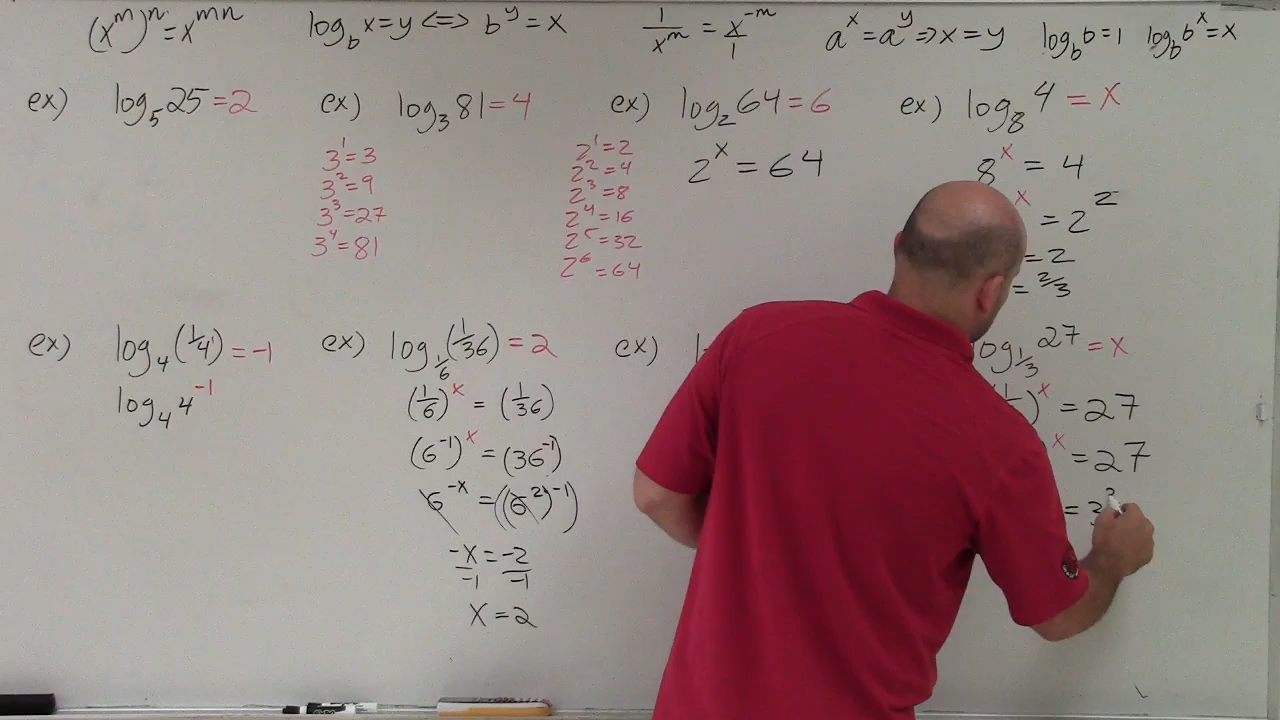 (x^m)^n = x^mn   log_b x = y <=> b^y = x   1/x^m = x^-m/1   a^x = a^y => x = y   log_b b = 1   log_b b^x = x
ex) log_5 25 = 2
ex) log_3 81 = 4
3^1 = 3
3^2 = 9
3^3 = 27
3^4 = 81
ex) log_2 64 = 6
2^x = 64
2^1 = 2
2^2 = 4
2^3 = 8
2^4 = 16
2^5 = 32
2^6 = 64
ex) log_8 4 = x
8^x = 4
x = 2^2
= 2
= 2/3
ex) log_4 (1/4) = -1
log_4 4^-1
ex) log_1/6 (1/36) = 2
(1/6)^x = (1/36)
(6^-1)^x = (36^-1)
6^-x = ((6^2)^-1)
-x/-1 = -2/-1
x = 2
ex)
log_1/3 27 = x
)^x = 27
x = 27
= 3^3